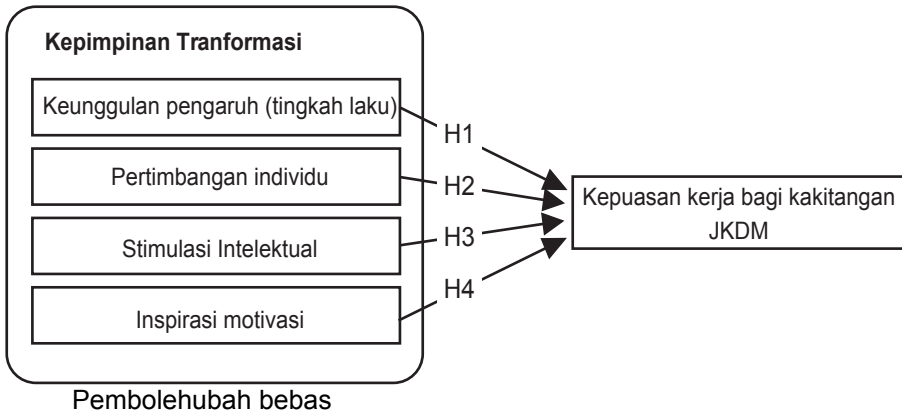 Kepimpinan Tranformasi
Keunggulan pengaruh (tingkah laku)
H1
Pertimbangan individu
H2
Kepuasan kerja bagi kakitangan
JKDM
Stimulasi Intelektual
H3
Inspirasi motivasi
H4
Pembolehubah bebas